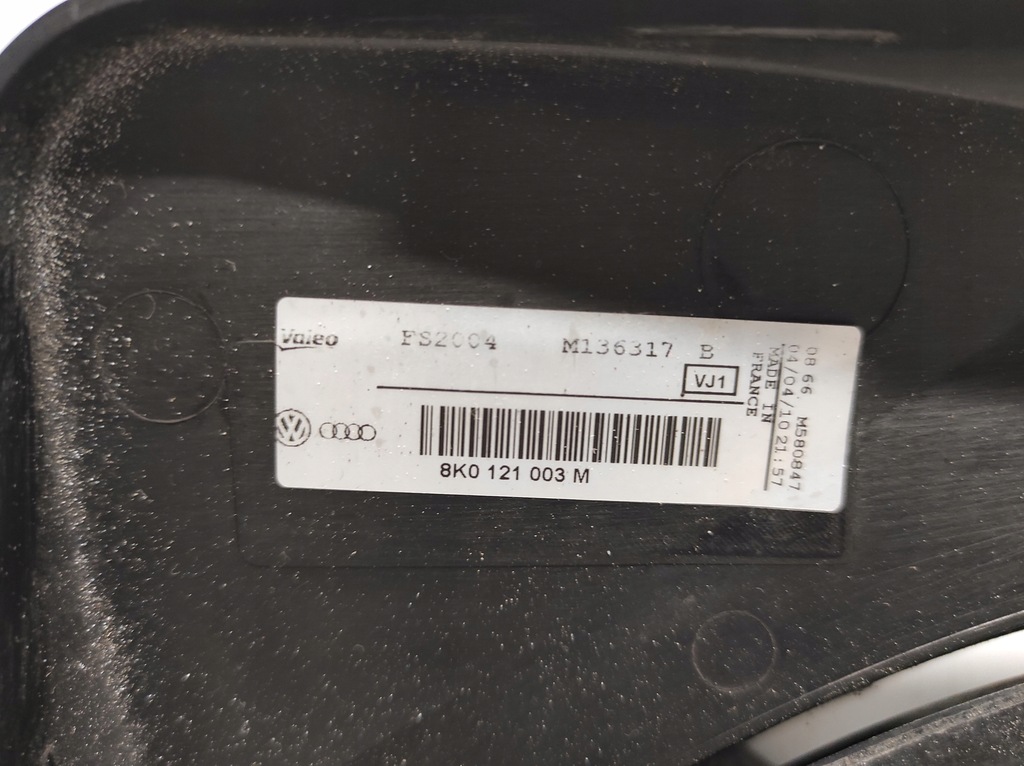 Valeo FS2004 M136317 B
VJ1
8K0 121 003 M
08 66 M580847
04/04/10 21:57
MADE IN
FRANCE